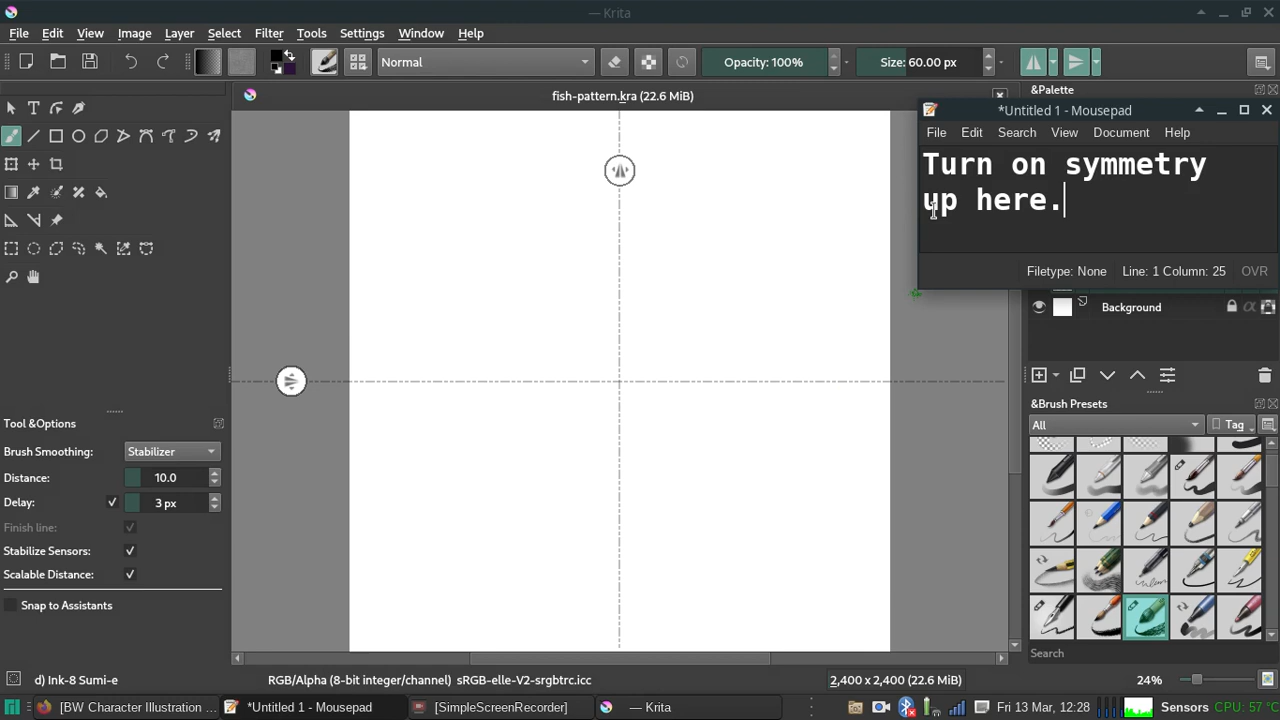 — Krita
File Edit View Image Layer Select Filter Tools Settings Window Help
Normal
Opacity: 100%
Size: 60.00 px
fish-pattern.kra (22.6 MiB)
&Palette
*Untitled 1 - Mousepad
File Edit Search View Document Help
Turn on symmetry
up here.
Filetype: None Line: 1 Column: 25 OVR
Background
Tool &Options
Brush Smoothing: Stabilizer
Distance: 10.0
Delay: 3 px
Finish line:
Stabilize Sensors:
Scalable Distance:
Snap to Assistants
&Brush Presets
All
Tag
Search
d) Ink-8 Sumi-e
RGB/Alpha (8-bit integer/channel) sRGB-elle-V2-srgbtrc.icc
2,400 x 2,400 (22.6 MiB)
24%
[BW Character Illustration ...
*Untitled 1 - Mousepad
[SimpleScreenRecorder]
— Krita
Fri 13 Mar, 12:28
Sensors CPU: 57 °C